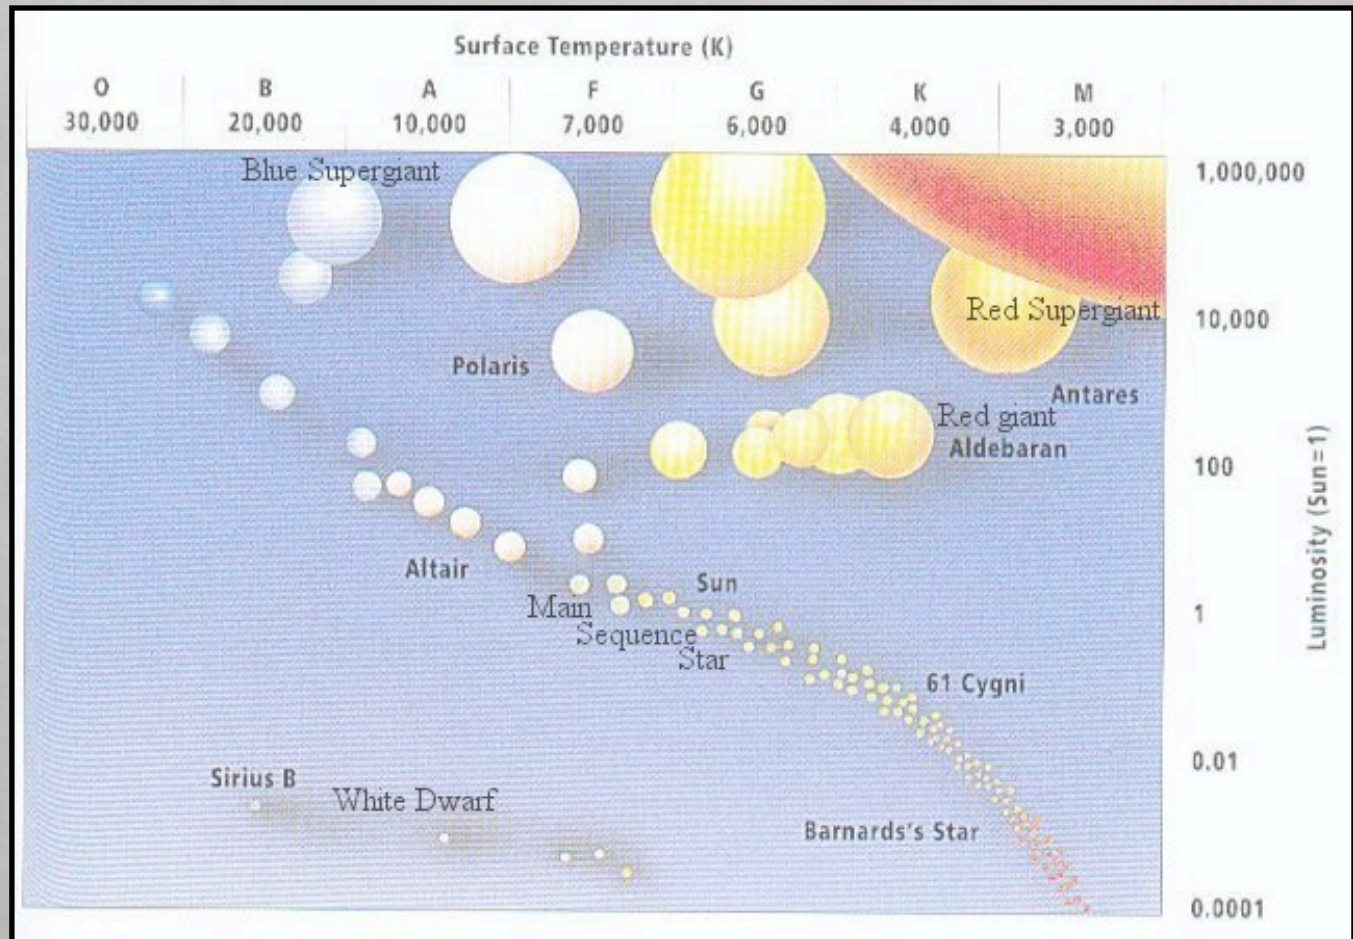 Surface Temperature (K)
O B A F G K M
30,000 20,000 10,000 7,000 6,000 4,000 3,000
Blue Supergiant
1,000,000
Red Supergiant
10,000
Polaris
Antares
Red giant
Aldebaran
100
Luminosity (Sun=1)
Altair
Sun
Main
Sequence
Star
1
61 Cygni
0.01
Sirius B
White Dwarf
Barnards's Star
0.0001